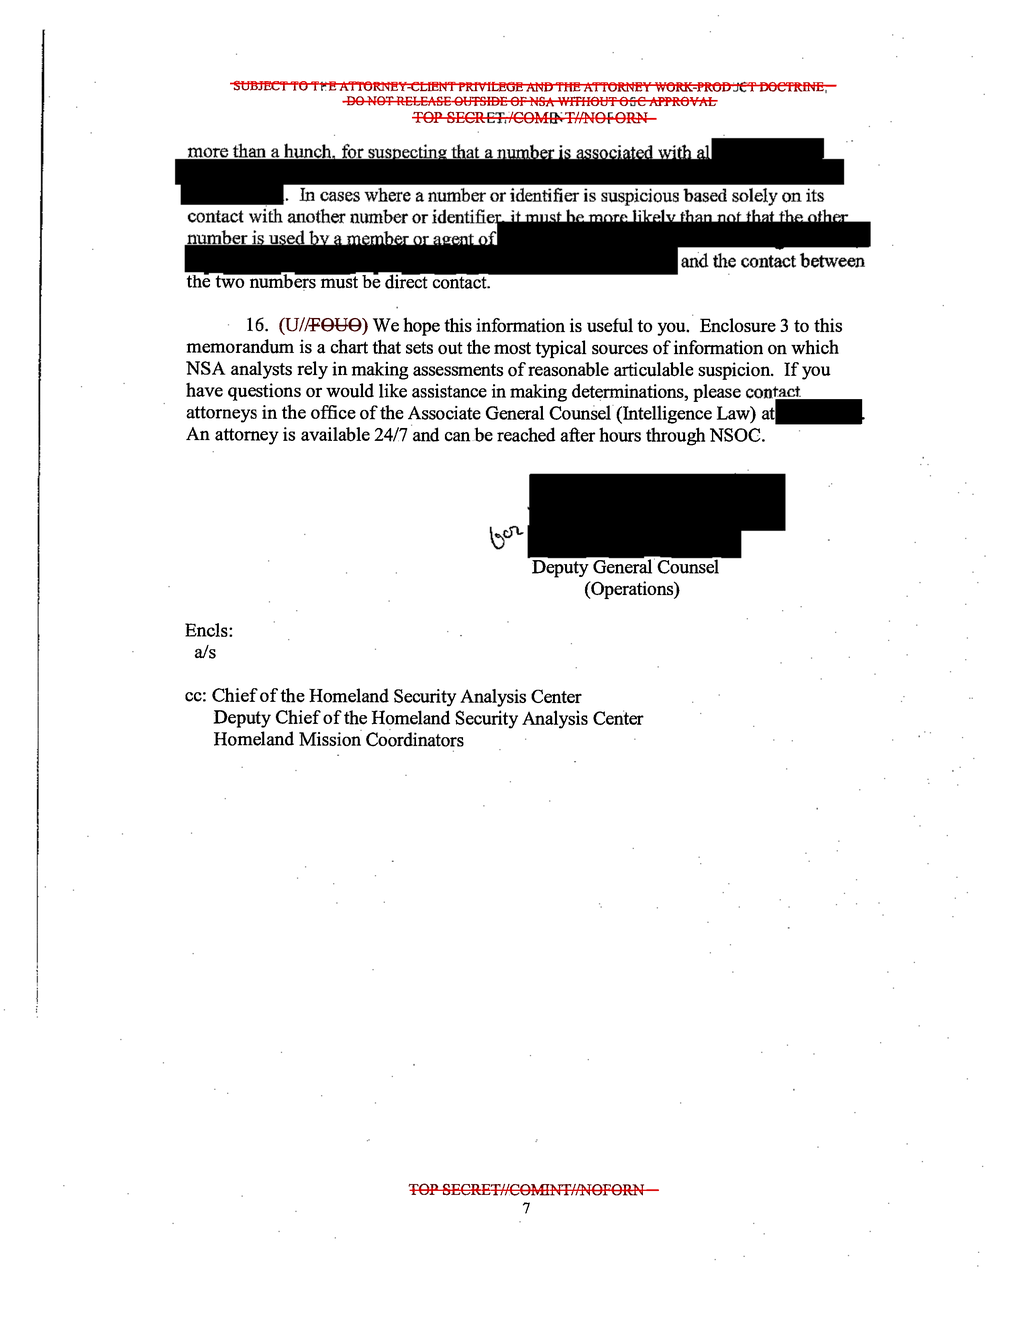 SUBJECT TO THE ATTORNEY-CLIENT PRIVILEGE AND THE ATTORNEY WORK-PRODUCT DOCTRINE,
DO NOT RELEASE OUTSIDE OF NSA WITHOUT OGC APPROVAL
TOP SECRET//COMINT//NOFORN
more than a hunch, for suspecting that a number is associated with al
. In cases where a number or identifier is suspicious based solely on its
contact with another number or identifier, it must be more likely than not that the other
number is used by a member or agent of
and the contact between
the two numbers must be direct contact.
16. (U//FOUO) We hope this information is useful to you. Enclosure 3 to this
memorandum is a chart that sets out the most typical sources of information on which
NSA analysts rely in making assessments of reasonable articulable suspicion. If you
have questions or would like assistance in making determinations, please contact
attorneys in the office of the Associate General Counsel (Intelligence Law) at .
An attorney is available 24/7 and can be reached after hours through NSOC.
for
Deputy General Counsel
(Operations)
Encls:
a/s
cc: Chief of the Homeland Security Analysis Center
Deputy Chief of the Homeland Security Analysis Center
Homeland Mission Coordinators
TOP SECRET//COMINT//NOFORN
7